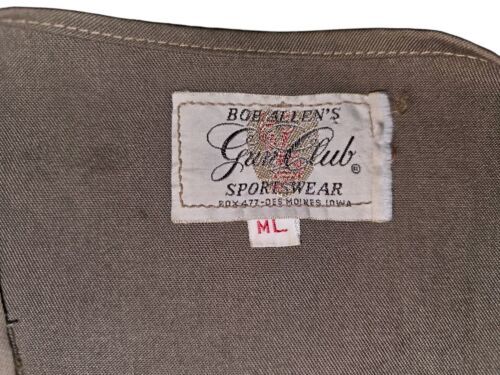 BOB ALLEN'S
Gun Club ®
SPORTSWEAR
BOX 477-DES MOINES, IOWA
ML